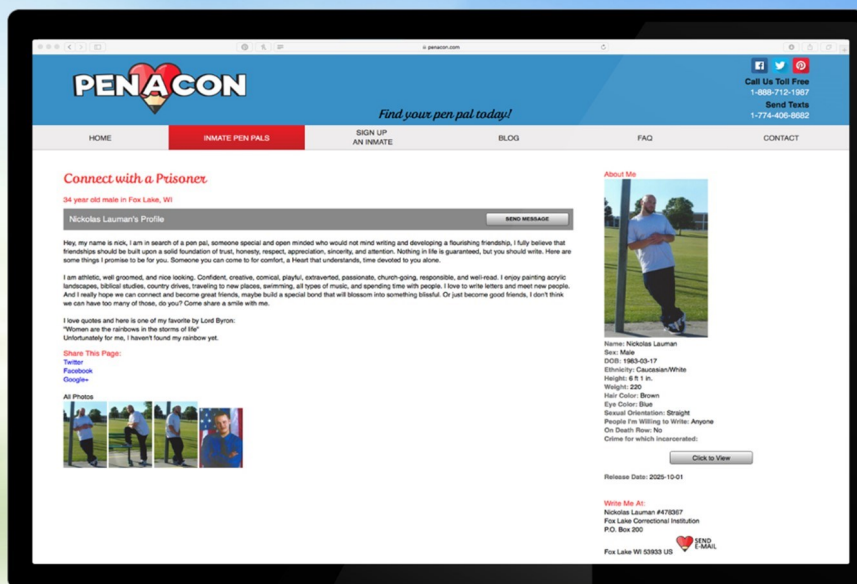 penacon.com
PENACON
Find your pen pal today!
Call Us Toll Free
1-888-712-1987
Send Texts
1-774-406-8682
HOME
INMATE PEN PALS
SIGN UP
AN INMATE
BLOG
FAQ
CONTACT
Connect with a Prisoner
34 year old male in Fox Lake, WI
Nickolas Lauman's Profile
SEND MESSAGE
Hey, my name is nick, I am in search of a pen pal, someone special and open minded who would not mind writing and developing a flourishing friendship, I fully believe that
friendships should be built upon a solid foundation of trust, honesty, respect, appreciation, sincerity, and attention. Nothing in life is guaranteed, but you should write. Here are
some things I promise to be for you. Someone you can come to for comfort, a Heart that understands, time devoted to you alone.
I am athletic, well groomed, and nice looking. Confident, creative, comical, playful, extraverted, passionate, church-going, responsible, and well-read. I enjoy painting acrylic
landscapes, biblical studies, country drives, traveling to new places, swimming, all types of music, and spending time with people. I love to write letters and meet new people.
And I really hope we can connect and become great friends, maybe build a special bond that will blossom into something blissful. Or just become good friends, I don't think
we can have too many of those, do you? Come share a smile with me.
I love quotes and here is one of my favorite by Lord Byron:
"Women are the rainbows in the storms of life"
Unfortunately for me, I haven't found my rainbow yet.
Share This Page:
Twitter
Facebook
Google+
All Photos
About Me
Name: Nickolas Lauman
Sex: Male
DOB: 1983-03-17
Ethnicity: Caucasian/White
Height: 6 ft 1 in.
Weight: 220
Hair Color: Brown
Eye Color: Blue
Sexual Orientation: Straight
People I'm Willing to Write: Anyone
On Death Row: No
Crime for which incarcerated:
Click to View
Release Date: 2025-10-01
Write Me At:
Nickolas Lauman #478367
Fox Lake Correctional Institution
P.O. Box 200
Fox Lake WI 53933 US
SEND
E-MAIL